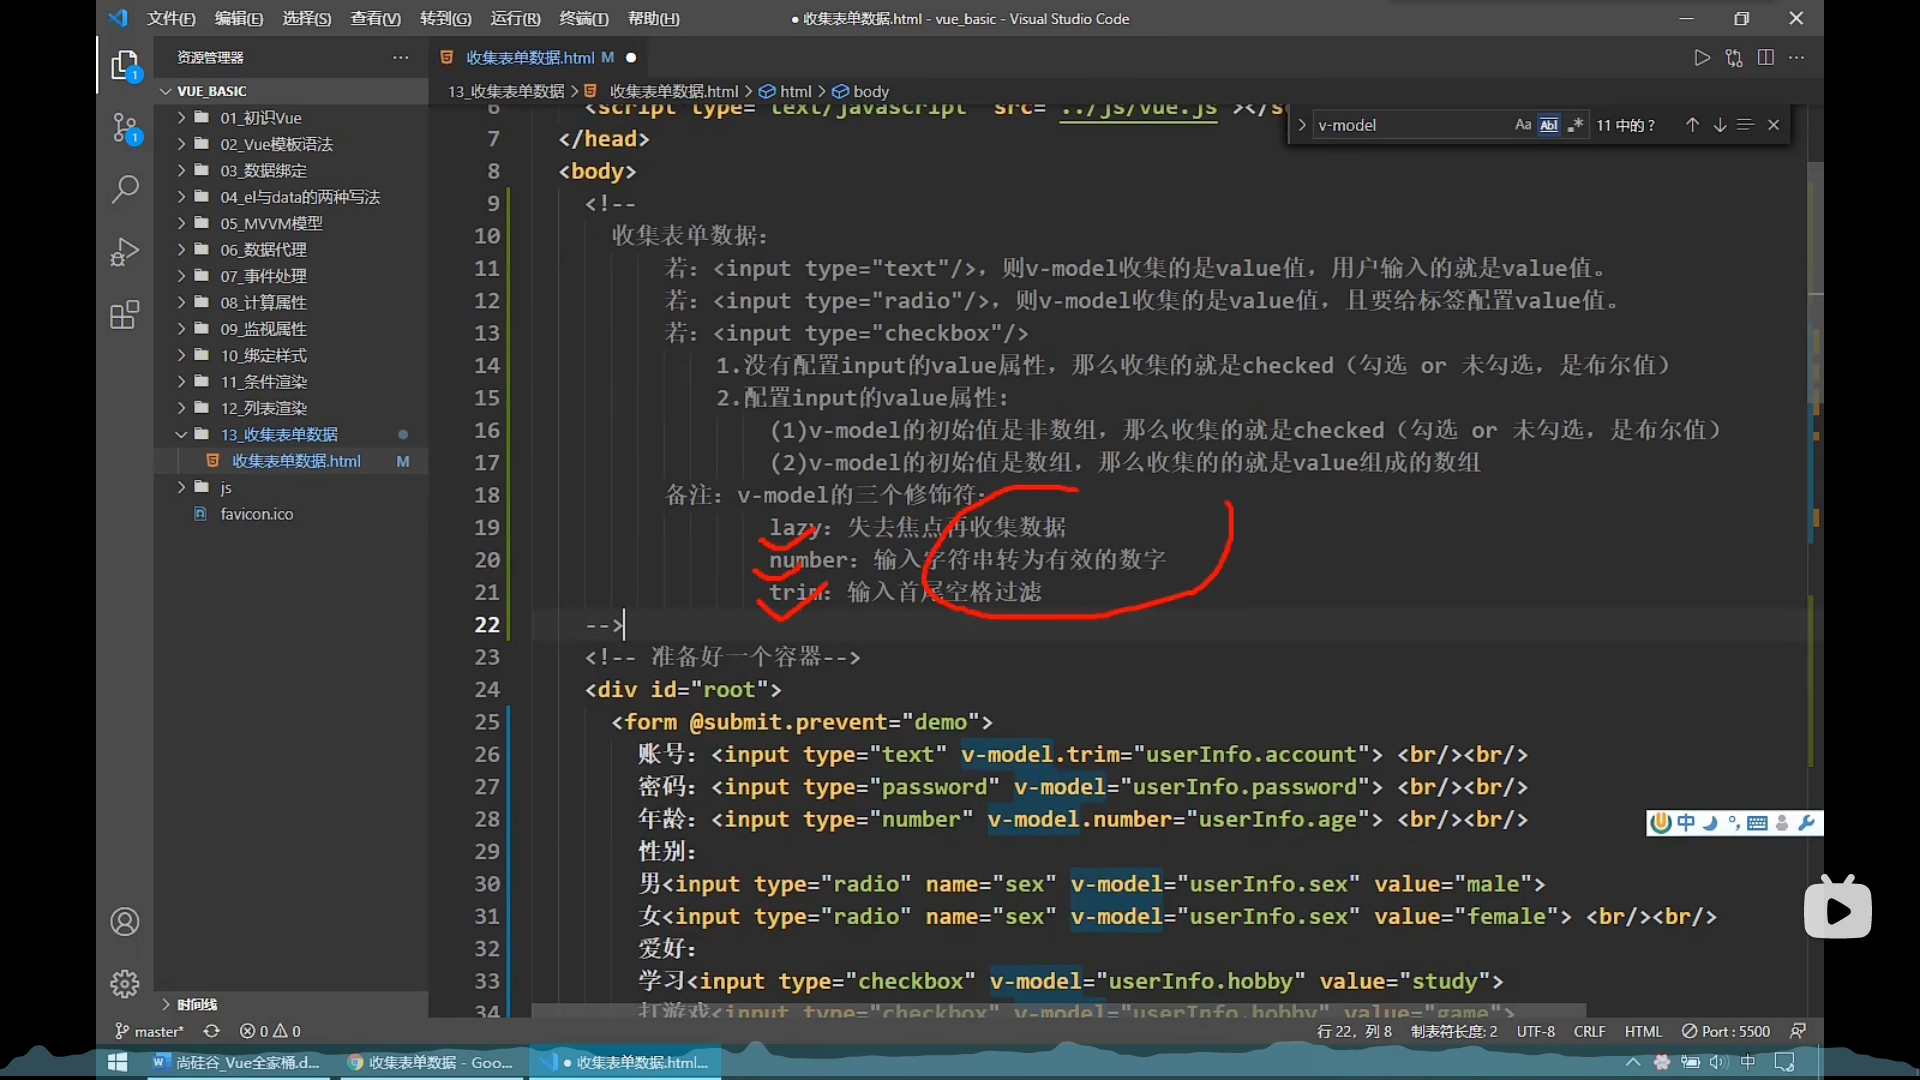 文件(F) 编辑(E) 选择(S) 查看(V) 转到(G) 运行(R) 终端(T) 帮助(H) ● 收集表单数据.html - vue_basic - Visual Studio Code
资源管理器
收集表单数据.html M
VUE_BASIC
13_收集表单数据 > 收集表单数据.html > html > body
01_初识Vue
02_Vue模板语法
03_数据绑定
04_el与data的两种写法
05_MVVM模型
06_数据代理
07_事件处理
08_计算属性
09_监视属性
10_绑定样式
11_条件渲染
12_列表渲染
13_收集表单数据
收集表单数据.html M
js
favicon.ico
时间线
v-model Aa Abl .* 11 中的 ?
6 <script type="text/javascript" src="../js/vue.js"></s
7 </head>
8 <body>
9 <!--
10 收集表单数据：
11 若：<input type="text"/>，则v-model收集的是value值，用户输入的就是value值。
12 若：<input type="radio"/>，则v-model收集的是value值，且要给标签配置value值。
13 若：<input type="checkbox"/>
14 1.没有配置input的value属性，那么收集的就是checked（勾选 or 未勾选，是布尔值）
15 2.配置input的value属性:
16 (1)v-model的初始值是非数组，那么收集的就是checked（勾选 or 未勾选，是布尔值）
17 (2)v-model的初始值是数组，那么收集的的就是value组成的数组
18 备注：v-model的三个修饰符：
19 lazy：失去焦点再收集数据
20 number：输入字符串转为有效的数字
21 trim：输入首尾空格过滤
22 -->
23 <!-- 准备好一个容器-->
24 <div id="root">
25 <form @submit.prevent="demo">
26 账号：<input type="text" v-model.trim="userInfo.account"> <br/><br/>
27 密码：<input type="password" v-model="userInfo.password"> <br/><br/>
28 年龄：<input type="number" v-model.number="userInfo.age"> <br/><br/>
29 性别：
30 男<input type="radio" name="sex" v-model="userInfo.sex" value="male">
31 女<input type="radio" name="sex" v-model="userInfo.sex" value="female"> <br/><br/>
32 爱好：
33 学习<input type="checkbox" v-model="userInfo.hobby" value="study">
34 打游戏<input type="checkbox" v-model="userInfo.hobby" value="game">
中
master* 0 0 行 22，列 8 制表符长度: 2 UTF-8 CRLF HTML Port : 5500
尚硅谷_Vue全家桶.d... 收集表单数据 - Goo... ● 收集表单数据.html... 中